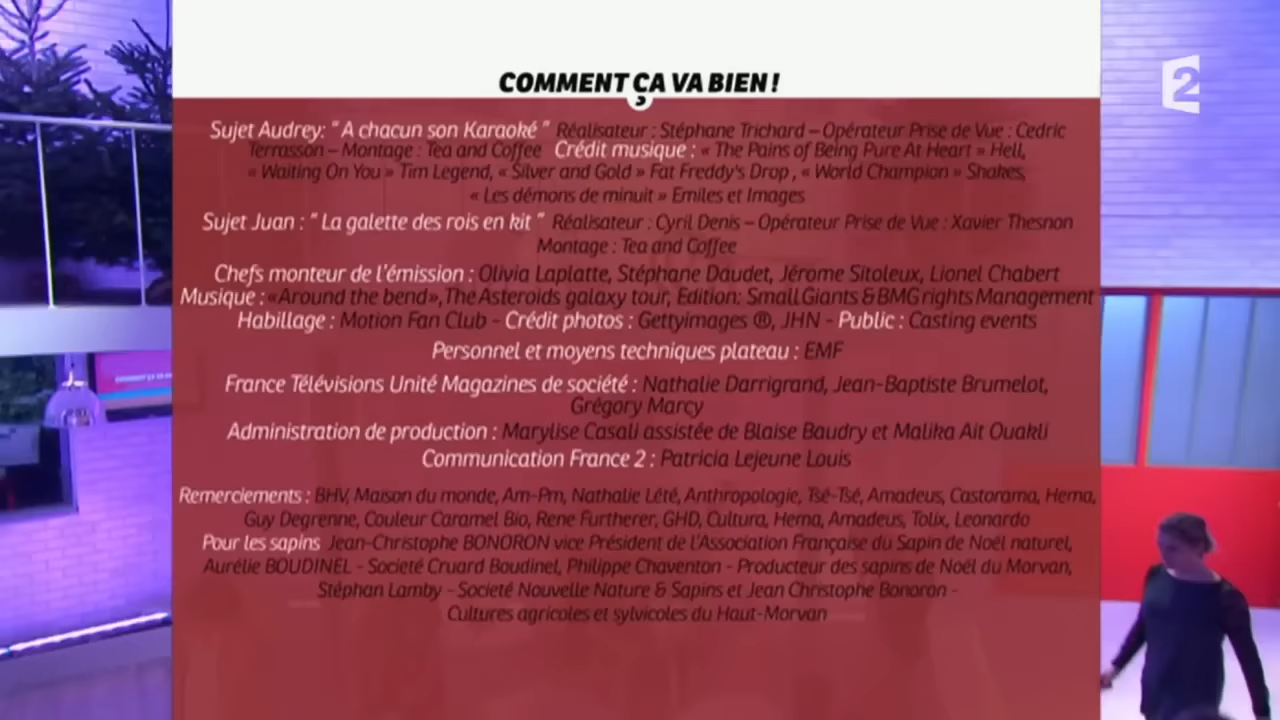 COMMENT ÇA VA BIEN !
2
Sujet Audrey: “ A chacun son Karaoké ” Réalisateur : Stéphane Trichard – Opérateur Prise de Vue : Cedric
Terrasson – Montage : Tea and Coffee Crédit musique : « The Pains of Being Pure At Heart » Hell,
« Waiting On You » Tim Legend, « Silver and Gold » Fat Freddy's Drop , « World Champion » Shakes,
« Les démons de minuit » Emiles et Images
Sujet Juan : “ La galette des rois en kit ” Réalisateur : Cyril Denis – Opérateur Prise de Vue : Xavier Thesnon
Montage : Tea and Coffee
Chefs monteur de l'émission : Olivia Laplatte, Stéphane Daudet, Jérome Sitoleux, Lionel Chabert
Musique : «Around the bend», The Asteroids galaxy tour, Edition: Small Giants & BMG rights Management
Habillage : Motion Fan Club - Crédit photos : Gettyimages ®, JHN - Public : Casting events
Personnel et moyens techniques plateau : EMF
France Télévisions Unité Magazines de société : Nathalie Darrigrand, Jean-Baptiste Brumelot,
Grégory Marcy
Administration de production : Marylise Casali assistée de Blaise Baudry et Malika Ait Ouakli
Communication France 2 : Patricia Lejeune Louis
Remerciements : BHV, Maison du monde, Am-Pm, Nathalie Lété, Anthropologie, Tsé-Tsé, Amadeus, Castorama, Hema,
Guy Degrenne, Couleur Caramel Bio, Rene Furtherer, GHD, Cultura, Hema, Amadeus, Tolix, Leonardo
Pour les sapins Jean-Christophe BONORON vice Président de l'Association Française du Sapin de Noël naturel,
Aurélie BOUDINEL - Societé Cruard Boudinel, Philippe Chaventon - Producteur des sapins de Noël du Morvan,
Stéphan Lamby - Societé Nouvelle Nature & Sapins et Jean Christophe Bonoron -
Cultures agricoles et sylvicoles du Haut-Morvan